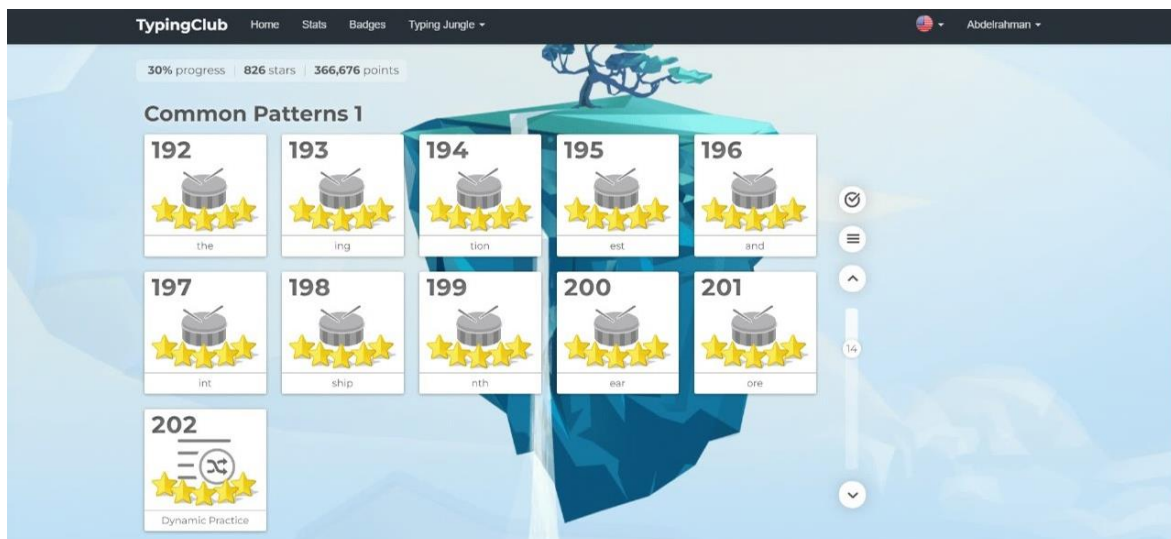 TypingClub Home Stats Badges Typing Jungle Abdelrahman
30% progress 826 stars 366,676 points
Common Patterns 1
192 193 194 195 196
the ing tion est and
197 198 199 200 201
int ship nth ear ore
14
202
Dynamic Practice